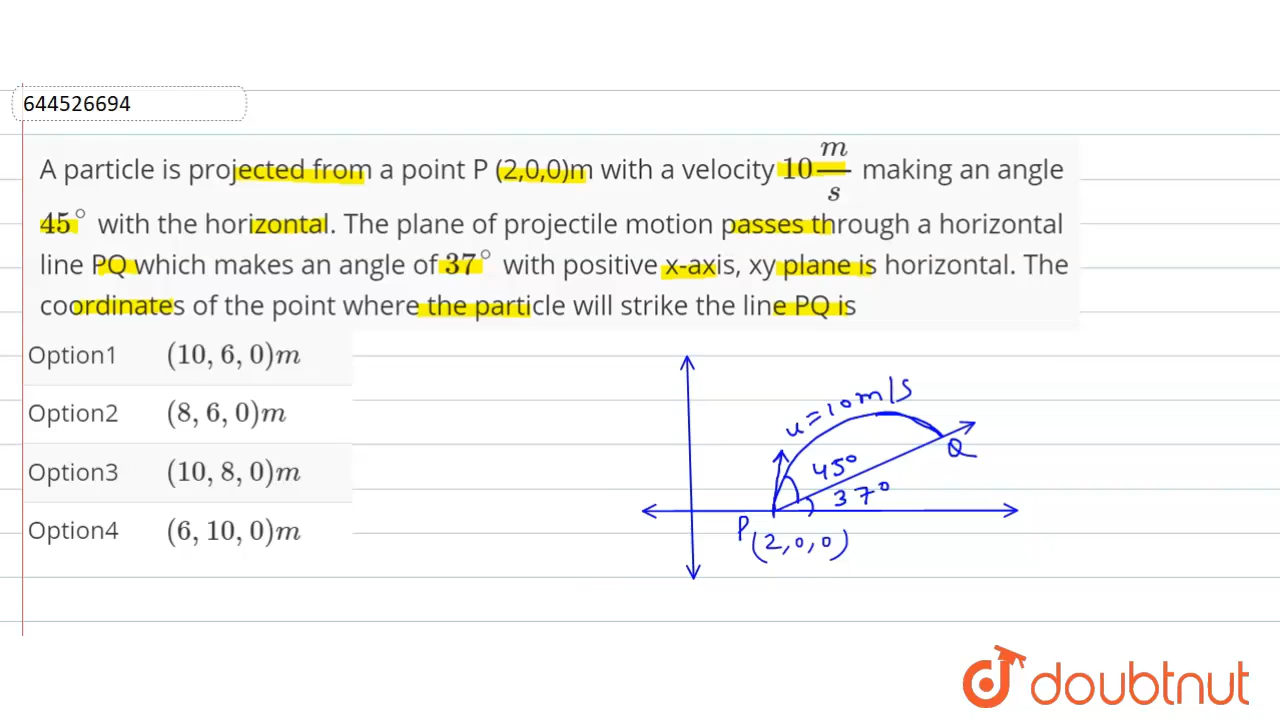 644526694
A particle is projected from a point P (2,0,0)m with a velocity 10 m/s making an angle
45° with the horizontal. The plane of projectile motion passes through a horizontal
line PQ which makes an angle of 37° with positive x-axis, xy plane is horizontal. The
coordinates of the point where the particle will strike the line PQ is
Option1 (10, 6, 0)m
Option2 (8, 6, 0)m
Option3 (10, 8, 0)m
Option4 (6, 10, 0)m
u=10m/s
45°
Q
37°
P(2,0,0)
doubtnut